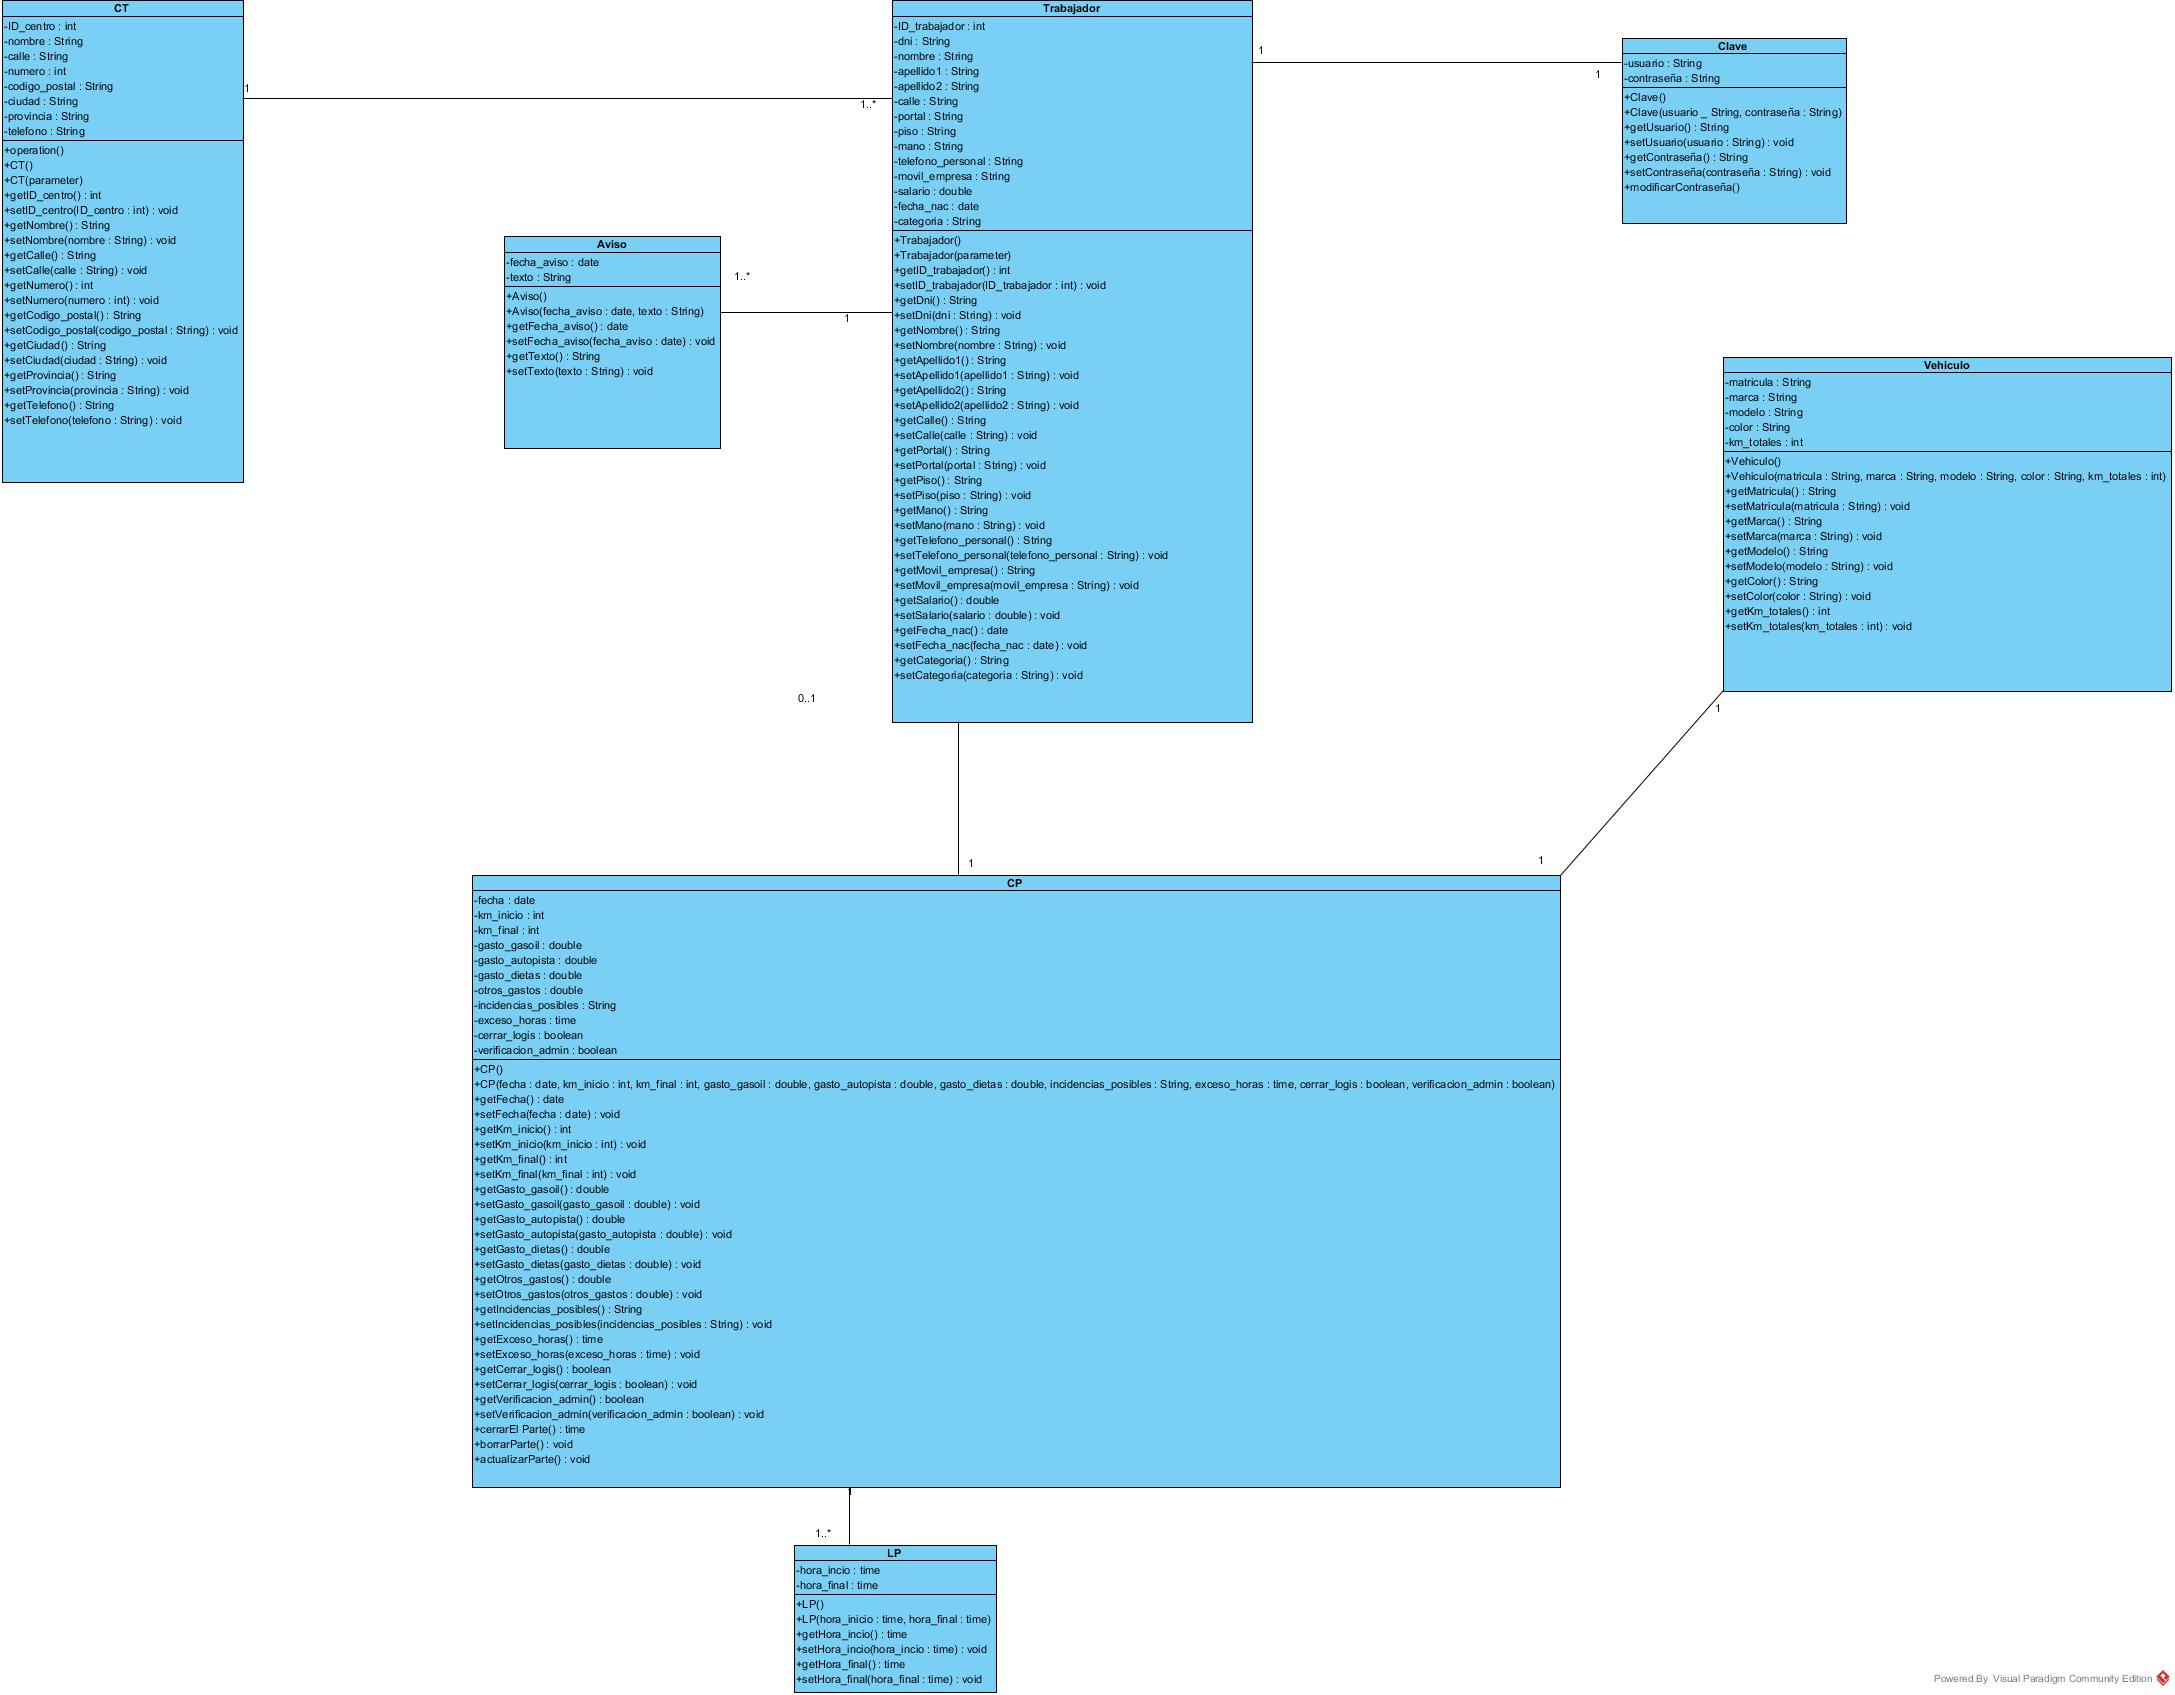 CT
-ID_centro : int
-nombre : String
-calle : String
-numero : int
-codigo_postal : String
-ciudad : String
-provincia : String
-telefono : String
+operation()
+CT()
+CT(parameter)
+getID_centro() : int
+setID_centro(ID_centro : int) : void
+getNombre() : String
+setNombre(nombre : String) : void
+getCalle() : String
+setCalle(calle : String) : void
+getNumero() : int
+setNumero(numero : int) : void
+getCodigo_postal() : String
+setCodigo_postal(codigo_postal : String) : void
+getCiudad() : String
+setCiudad(ciudad : String) : void
+getProvincia() : String
+setProvincia(provincia : String) : void
+getTelefono() : String
+setTelefono(telefono : String) : void
1
1..*
Trabajador
-ID_trabajador : int
-dni : String
-nombre : String
-apellido1 : String
-apellido2 : String
-calle : String
-portal : String
-piso : String
-mano : String
-telefono_personal : String
-movil_empresa : String
-salario : double
-fecha_nac : date
-categoria : String
+Trabajador()
+Trabajador(parameter)
+getID_trabajador() : int
+setID_trabajador(ID_trabajador : int) : void
+getDni() : String
+setDni(dni : String) : void
+getNombre() : String
+setNombre(nombre : String) : void
+getApellido1() : String
+setApellido1(apellido1 : String) : void
+getApellido2() : String
+setApellido2(apellido2 : String) : void
+getCalle() : String
+setCalle(calle : String) : void
+getPortal() : String
+setPortal(portal : String) : void
+getPiso() : String
+setPiso(piso : String) : void
+getMano() : String
+setMano(mano : String) : void
+getTelefono_personal() : String
+setTelefono_personal(telefono_personal : String) : void
+getMovil_empresa() : String
+setMovil_empresa(movil_empresa : String) : void
+getSalario() : double
+setSalario(salario : double) : void
+getFecha_nac() : date
+setFecha_nac(fecha_nac : date) : void
+getCategoria() : String
+setCategoria(categoria : String) : void
1
1
Clave
-usuario : String
-contraseña : String
+Clave()
+Clave(usuario _ String, contraseña : String)
+getUsuario() : String
+setUsuario(usuario : String) : void
+getContraseña() : String
+setContraseña(contraseña : String) : void
+modificarContraseña()
Aviso
-fecha_aviso : date
-texto : String
+Aviso()
+Aviso(fecha_aviso : date, texto : String)
+getFecha_aviso() : date
+setFecha_aviso(fecha_aviso : date) : void
+getTexto() : String
+setTexto(texto : String) : void
1..*
1
Vehiculo
-matricula : String
-marca : String
-modelo : String
-color : String
-km_totales : int
+Vehiculo()
+Vehiculo(matricula : String, marca : String, modelo : String, color : String, km_totales : int)
+getMatricula() : String
+setMatricula(matricula : String) : void
+getMarca() : String
+setMarca(marca : String) : void
+getModelo() : String
+setModelo(modelo : String) : void
+getColor() : String
+setColor(color : String) : void
+getKm_totales() : int
+setKm_totales(km_totales : int) : void
0..1
1
1
1
CP
-fecha : date
-km_inicio : int
-km_final : int
-gasto_gasoil : double
-gasto_autopista : double
-gasto_dietas : double
-otros_gastos : double
-incidencias_posibles : String
-exceso_horas : time
-cerrar_logis : boolean
-verificacion_admin : boolean
+CP()
+CP(fecha : date, km_inicio : int, km_final : int, gasto_gasoil : double, gasto_autopista : double, gasto_dietas : double, incidencias_posibles : String, exceso_horas : time, cerrar_logis : boolean, verificacion_admin : boolean)
+getFecha() : date
+setFecha(fecha : date) : void
+getKm_inicio() : int
+setKm_inicio(km_inicio : int) : void
+getKm_final() : int
+setKm_final(km_final : int) : void
+getGasto_gasoil() : double
+setGasto_gasoil(gasto_gasoil : double) : void
+getGasto_autopista() : double
+setGasto_autopista(gasto_autopista : double) : void
+getGasto_dietas() : double
+setGasto_dietas(gasto_dietas : double) : void
+getOtros_gastos() : double
+setOtros_gastos(otros_gastos : double) : void
+getIncidencias_posibles() : String
+setIncidencias_posibles(incidencias_posibles : String) : void
+getExceso_horas() : time
+setExceso_horas(exceso_horas : time) : void
+getCerrar_logis() : boolean
+setCerrar_logis(cerrar_logis : boolean) : void
+getVerificacion_admin() : boolean
+setVerificacion_admin(verificacion_admin : boolean) : void
+cerrarEl Parte() : time
+borrarParte() : void
+actualizarParte() : void
1
1..*
LP
-hora_incio : time
-hora_final : time
+LP()
+LP(hora_inicio : time, hora_final : time)
+getHora_incio() : time
+setHora_incio(hora_incio : time) : void
+getHora_final() : time
+setHora_final(hora_final : time) : void
Powered By Visual Paradigm Community Edition